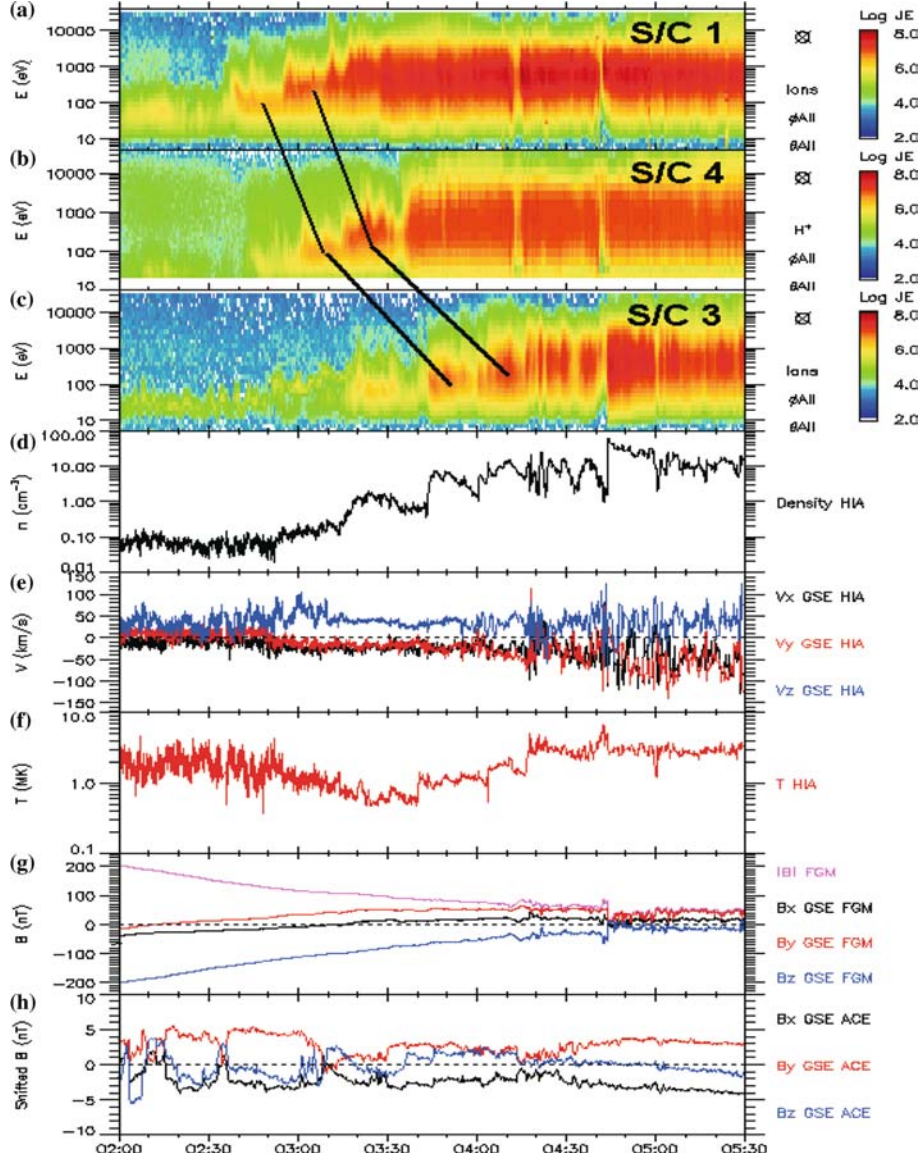 (a)
10000
1000
100
10
E (eV)
S/C 1
Ions
ϕAll
θAll
Log JE
8.0
6.0
4.0
2.0
(b)
10000
1000
100
E (eV)
S/C 4
H+
ϕAll
θAll
Log JE
8.0
6.0
4.0
2.0
(c)
10000
1000
100
10
E (eV)
S/C 3
Ions
ϕAll
θAll
Log JE
8.0
6.0
4.0
2.0
(d)
100.00
10.00
1.00
0.10
0.01
n (cm-3)
Density HIA
(e)
150
100
50
0
-50
-100
-150
V (km/s)
Vx GSE HIA
Vy GSE HIA
Vz GSE HIA
(f)
10.0
1.0
0.1
T (MK)
T HIA
(g)
200
100
0
-100
-200
B (nT)
|B| FGM
Bx GSE FGM
By GSE FGM
Bz GSE FGM
(h)
10
5
0
-5
-10
Shifted B (nT)
Bx GSE ACE
By GSE ACE
Bz GSE ACE
02:00 02:30 03:00 03:30 04:00 04:30 05:00 05:30